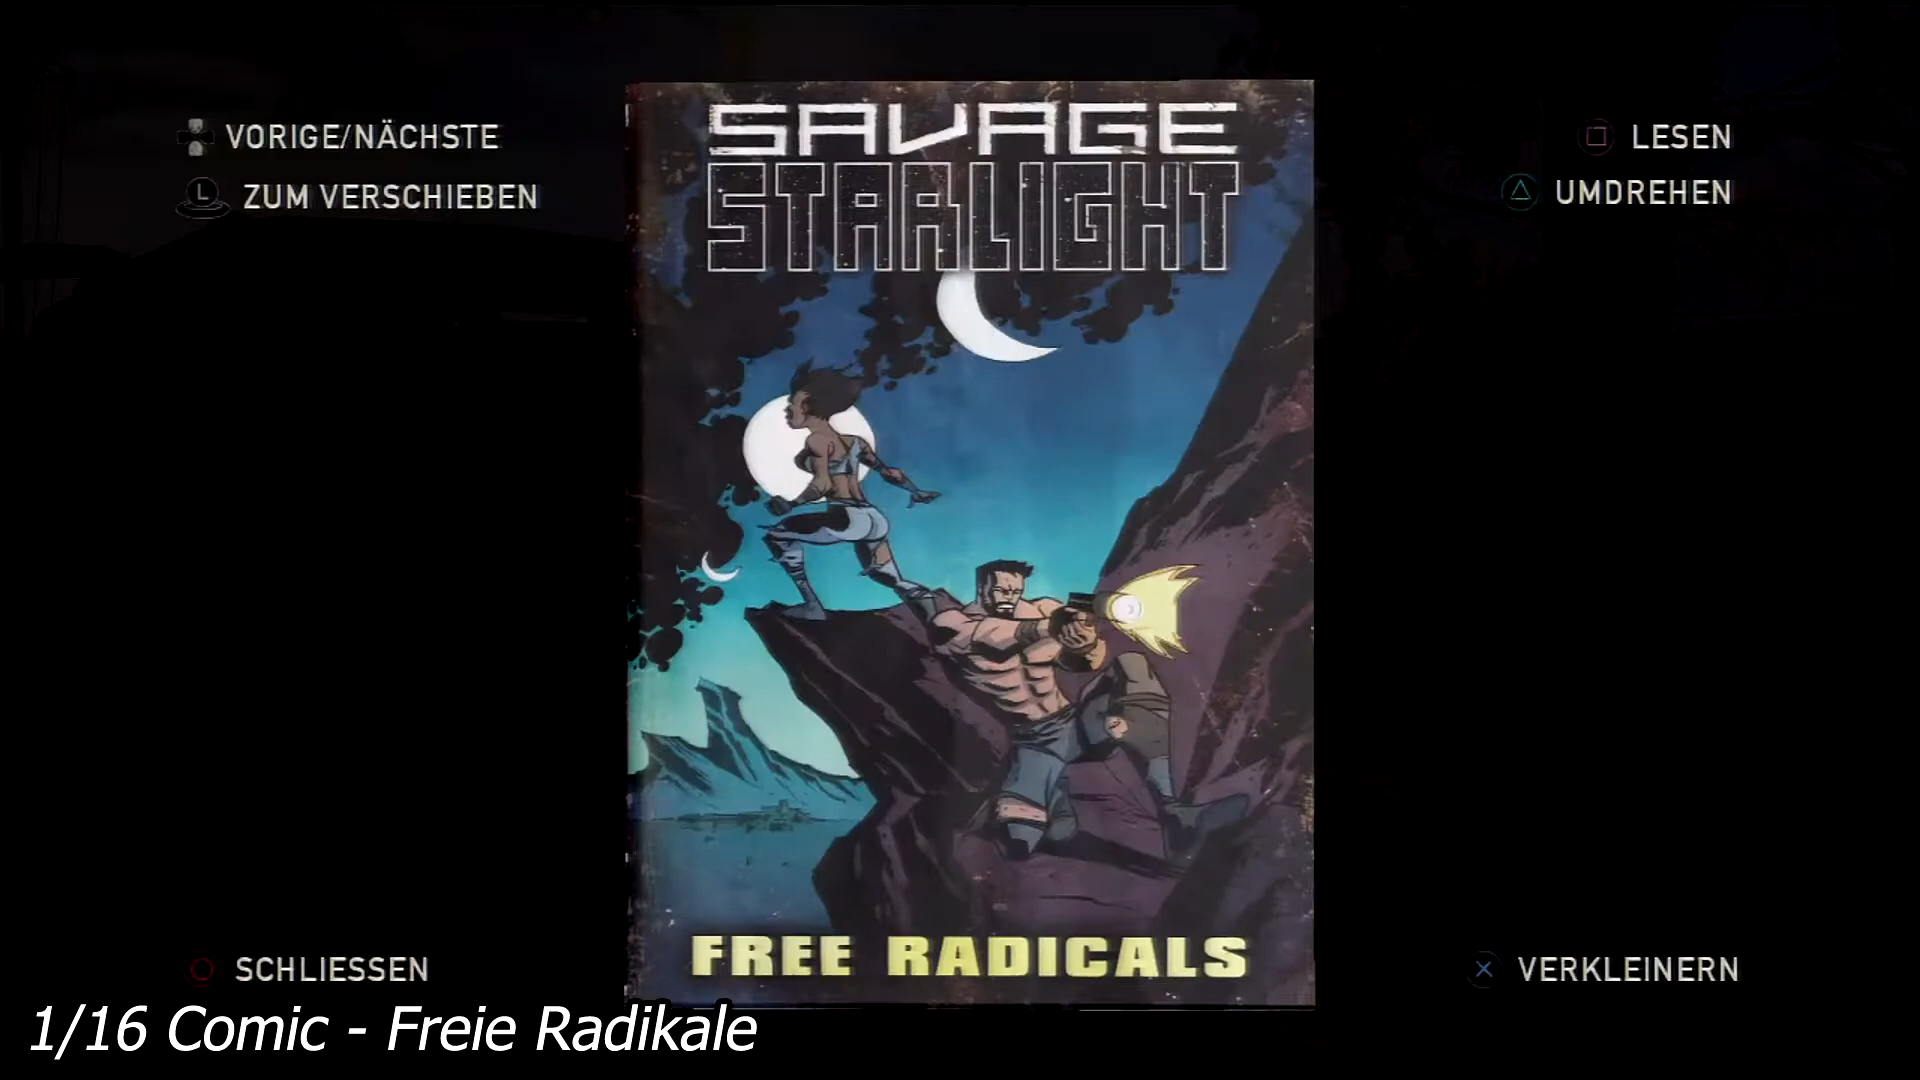 VORIGE/NÄCHSTE
L ZUM VERSCHIEBEN
LESEN
UMDREHEN
SAVAGE
STARLIGHT
FREE RADICALS
SCHLIESSEN
VERKLEINERN
1/16 Comic - Freie Radikale